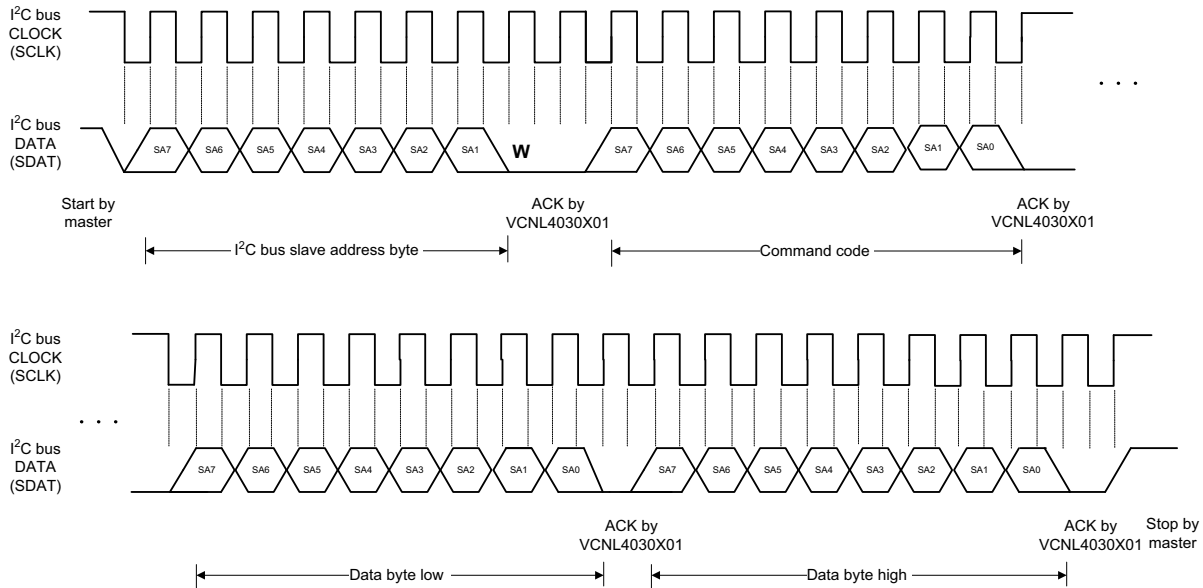 I²C bus
CLOCK
(SCLK)
. . .
I²C bus
DATA
(SDAT)
SA7 SA6 SA5 SA4 SA3 SA2 SA1 W SA7 SA6 SA5 SA4 SA3 SA2 SA1 SA0
Start by
master
ACK by
VCNL4030X01
ACK by
VCNL4030X01
I²C bus slave address byte
Command code
I²C bus
CLOCK
(SCLK)
. . .
I²C bus
DATA
(SDAT)
SA7 SA6 SA5 SA4 SA3 SA2 SA1 SA0 SA7 SA6 SA5 SA4 SA3 SA2 SA1 SA0
ACK by
VCNL4030X01
ACK by
VCNL4030X01
Stop by
master
Data byte low
Data byte high